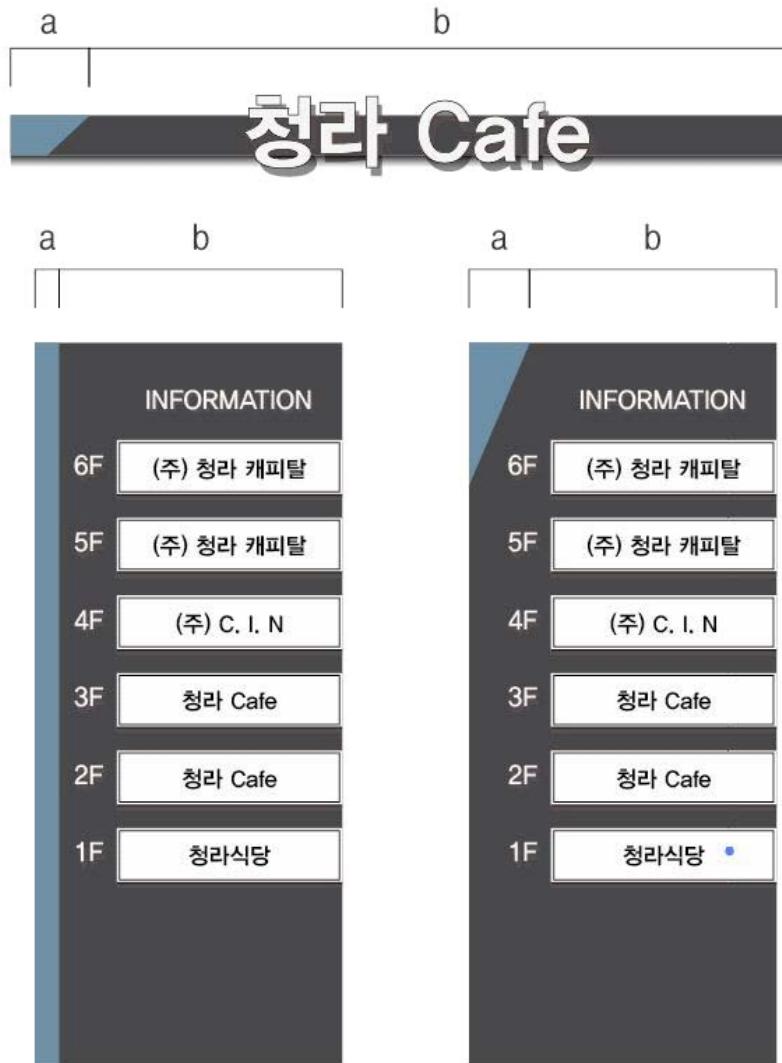 a b
청라 Cafe
a b
INFORMATION
6F (주) 청라 캐피탈
5F (주) 청라 캐피탈
4F (주) C. I. N
3F 청라 Cafe
2F 청라 Cafe
1F 청라식당
a b
INFORMATION
6F (주) 청라 캐피탈
5F (주) 청라 캐피탈
4F (주) C. I. N
3F 청라 Cafe
2F 청라 Cafe
1F 청라식당